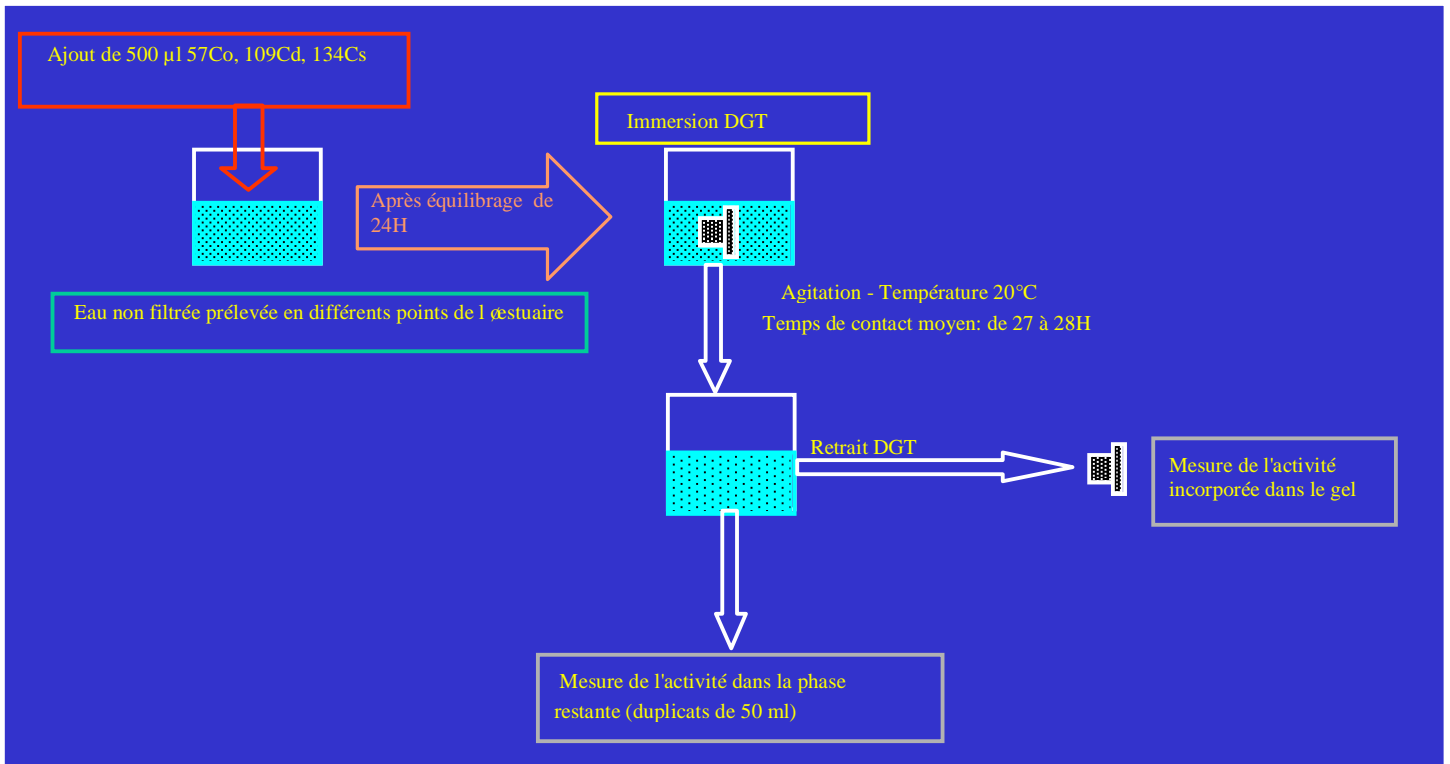 Ajout de 500 µl 57Co, 109Cd, 134Cs
Immersion DGT
Après équilibrage de
24H
Eau non filtrée prélevée en différents points de l œstuaire
Agitation - Température 20°C
Temps de contact moyen: de 27 à 28H
Retrait DGT
Mesure de l'activité
incorporée dans le gel
Mesure de l'activité dans la phase
restante (duplicats de 50 ml)